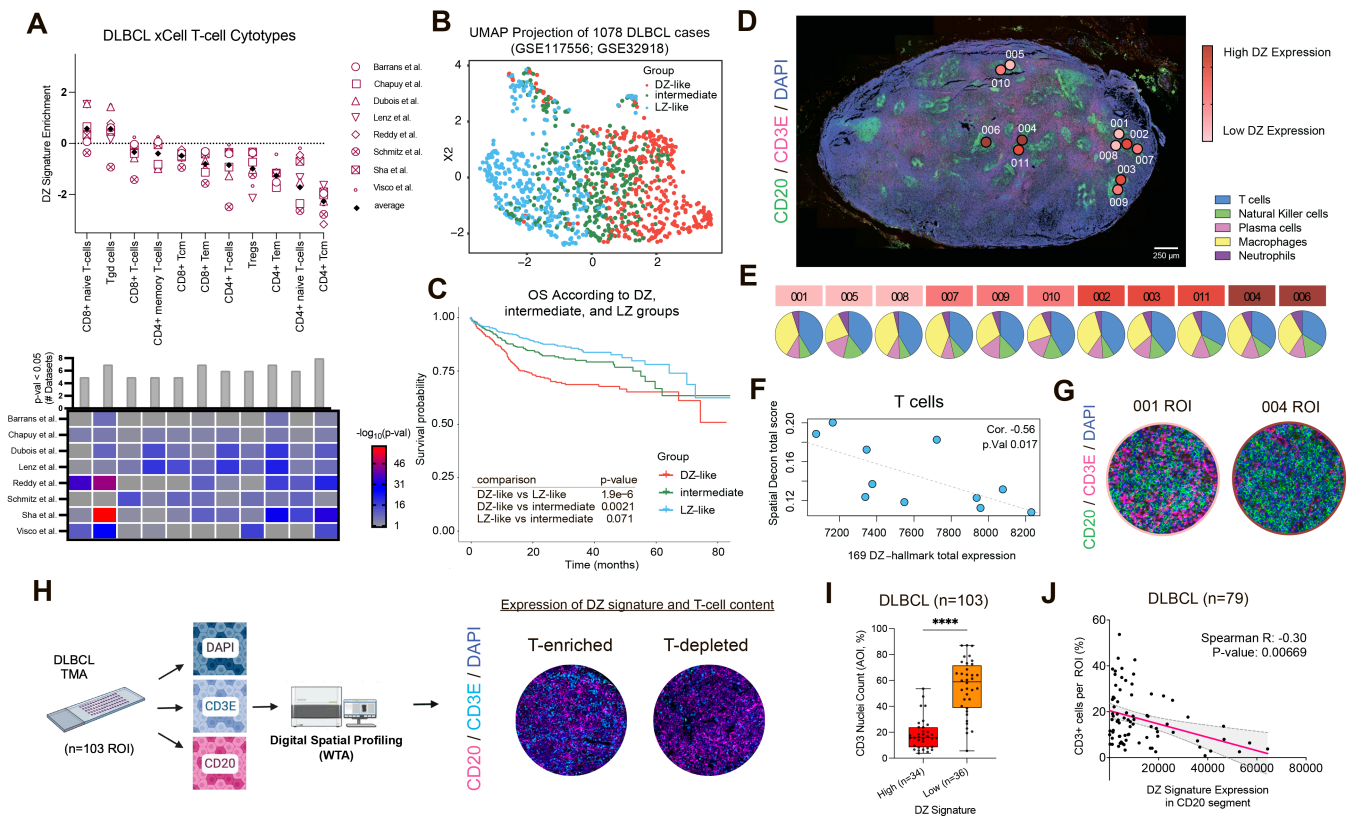 A
DLBCL xCell T-cell Cytotypes
DZ Signature Enrichment
2
0
-2
CD8+ naive T-cells
Tgd cells
CD8+ T-cells
CD4+ memory T-cells
CD8+ Tcm
CD8+ Tem
CD4+ T-cells
Tregs
CD4+ Tem
CD4+ naive T-cells
CD4+ Tcm
Barrans et al.
Chapuy et al.
Dubois et al.
Lenz et al.
Reddy et al.
Schmitz et al.
Sha et al.
Visco et al.
average
p-val < 0.05
(# Datasets)
8
6
4
2
0
Barrans et al.
Chapuy et al.
Dubois et al.
Lenz et al.
Reddy et al.
Schmitz et al.
Sha et al.
Visco et al.
-log10(p-val)
46
31
16
1
B
UMAP Projection of 1078 DLBCL cases
(GSE117556; GSE32918)
Group
DZ-like
intermediate
LZ-like
X2
4
2
0
−2
−2
0
2
C
OS According to DZ,
intermediate, and LZ groups
Survival probability
1.00
0.75
0.50
0.25
0.00
comparison p-value
DZ-like vs LZ-like 1.9e−6
DZ-like vs intermediate 0.0021
LZ-like vs intermediate 0.071
Group
DZ-like
intermediate
LZ-like
0 20 40 60 80
Time (months)
D
CD20 / CD3E / DAPI
005
010
006
004
011
001
002
008
007
003
009
250 µm
High DZ Expression
Low DZ Expression
T cells
Natural Killer cells
Plasma cells
Macrophages
Neutrophils
E
001 005 008 007 009 010 002 003 011 004 006
F
T cells
Cor. -0.56
p.Val 0.017
Spatial Decon total score
0.20
0.16
0.12
7200 7400 7600 7800 8000 8200
169 DZ−hallmark total expression
G
001 ROI 004 ROI
CD20 / CD3E / DAPI
H
DLBCL
TMA
(n=103 ROI)
DAPI
CD3E
CD20
Digital Spatial Profiling
(WTA)
Expression of DZ signature and T-cell content
T-enriched T-depleted
CD20 / CD3E / DAPI
I
DLBCL (n=103)
****
CD3 Nuclei Count (AOI, %)
100
80
60
40
20
0
High (n=34)
Low (n=36)
DZ Signature
J
DLBCL (n=79)
Spearman R: -0.30
P-value: 0.00669
CD3+ cells per ROI (%)
60
40
20
0
0 20000 40000 60000 80000
DZ Signature Expression
in CD20 segment